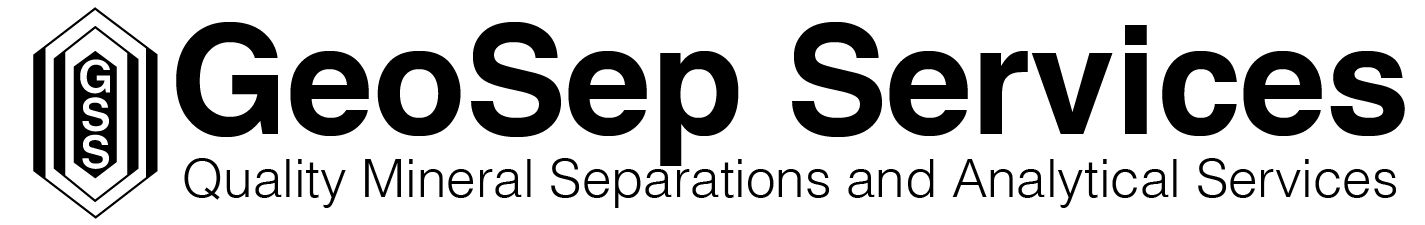 GSS
GeoSep Services
Quality Mineral Separations and Analytical Services